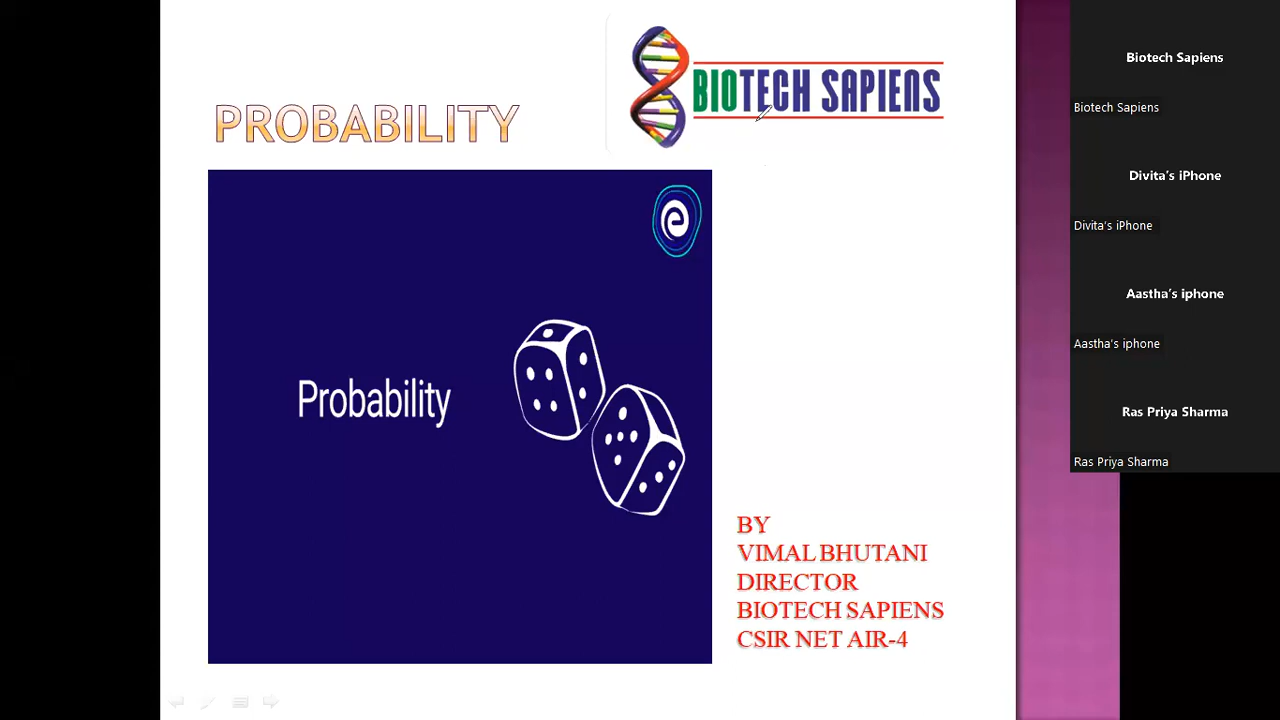 PROBABILITY
BIOTECH SAPIENS
Probability
BY
VIMAL BHUTANI
DIRECTOR
BIOTECH SAPIENS
CSIR NET AIR-4
Biotech Sapiens
Biotech Sapiens
Divita's iPhone
Divita's iPhone
Aastha's iphone
Aastha's iphone
Ras Priya Sharma
Ras Priya Sharma